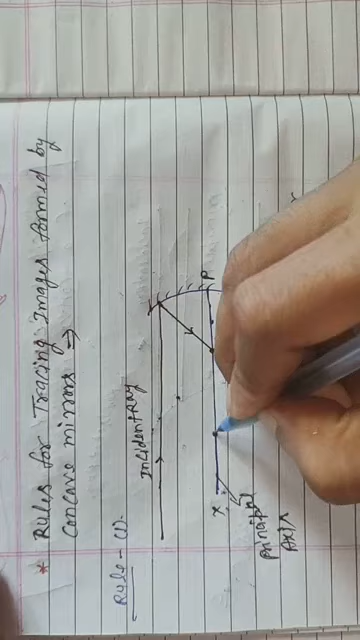 * Rules for Tracing Images formed by
concave mirrors ⇒
Rule - (1).
Incident Ray
X
P
principal
Axis